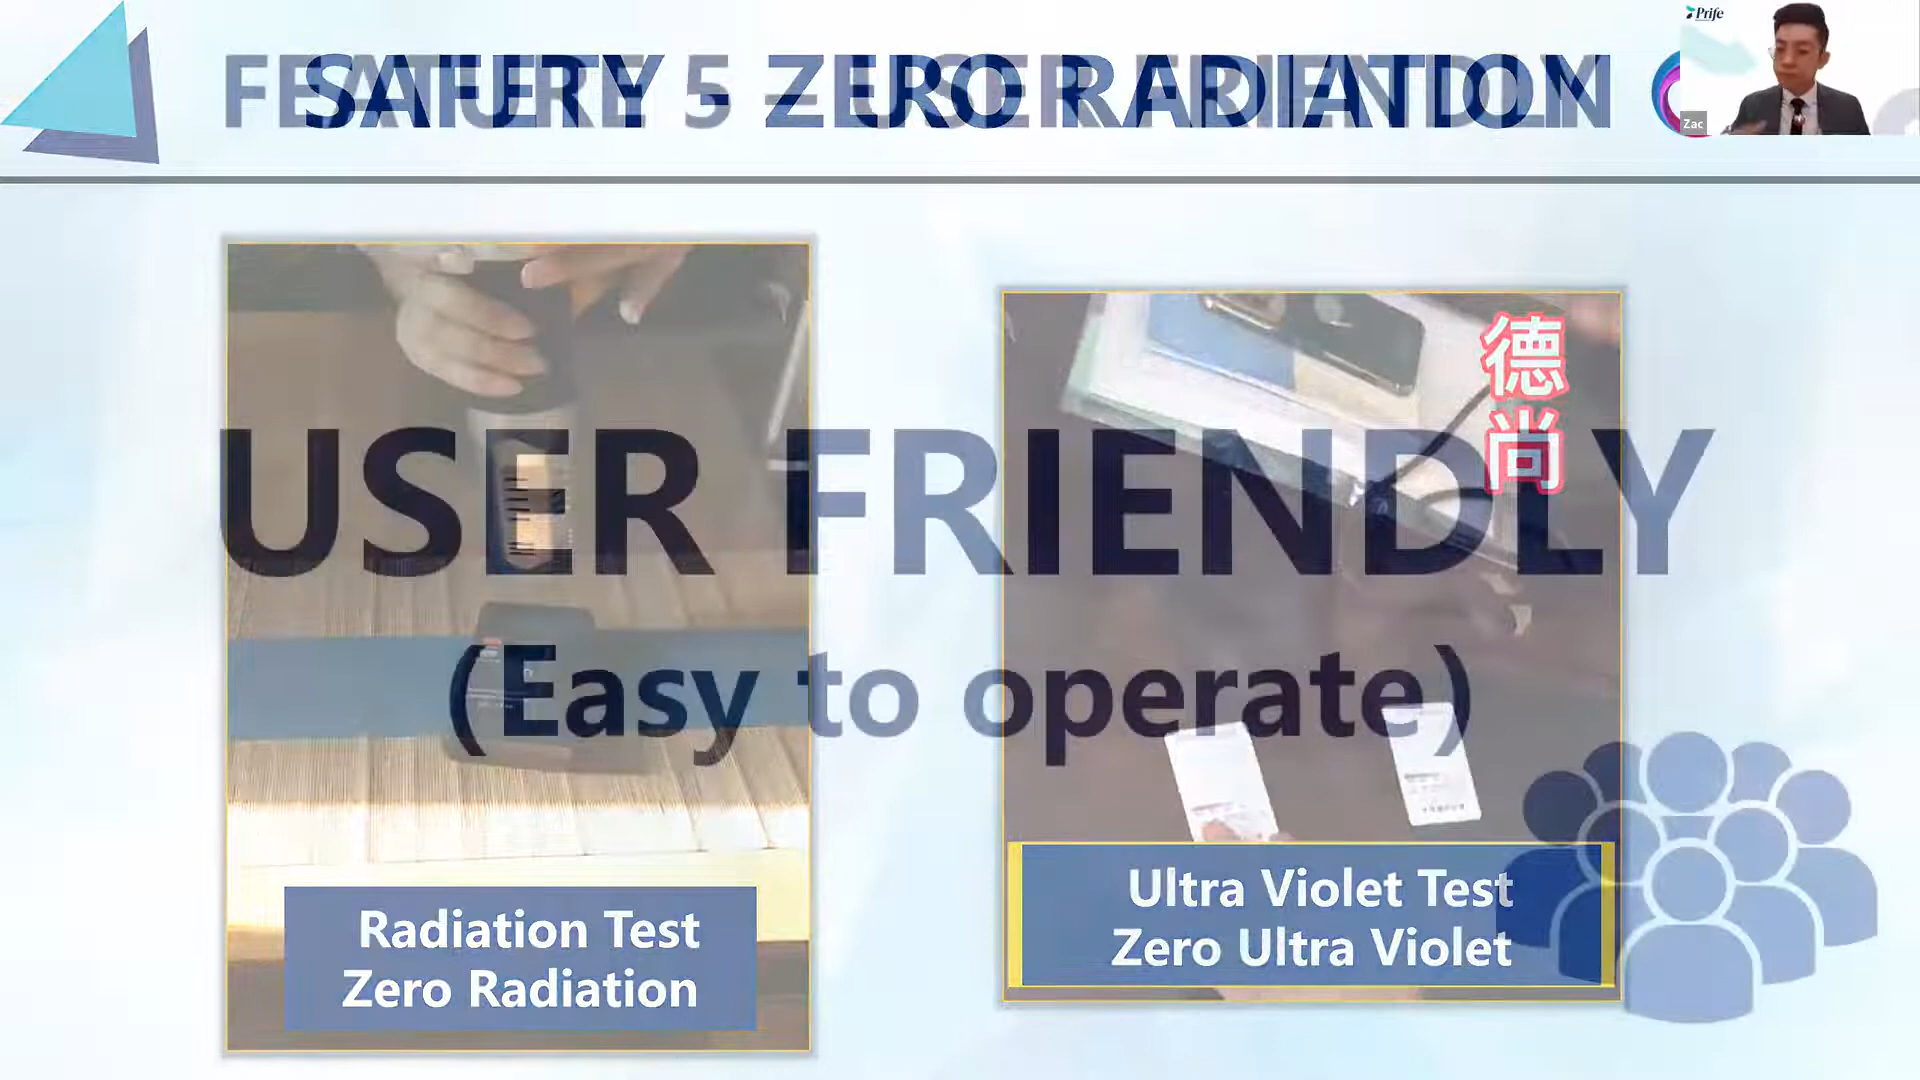 Prife
Zac
SAFETY - ZERO RADIATION
FEATURE 5 - USER FRIENDLY
德尚
USER FRIENDLY
(Easy to operate)
Radiation Test
Zero Radiation
Ultra Violet Test
Zero Ultra Violet